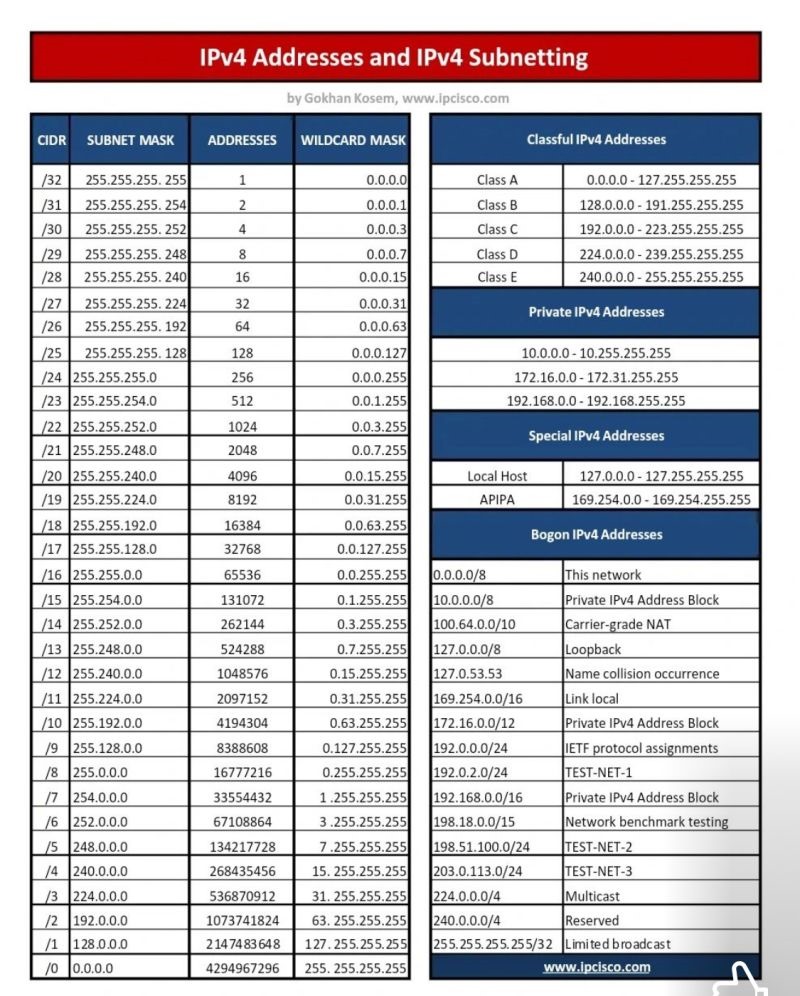 IPv4 Addresses and IPv4 Subnetting
by Gokhan Kosem, www.ipcisco.com
CIDR SUBNET MASK ADDRESSES WILDCARD MASK
/32 255.255.255. 255 1 0.0.0.0
/31 255.255.255. 254 2 0.0.0.1
/30 255.255.255. 252 4 0.0.0.3
/29 255.255.255. 248 8 0.0.0.7
/28 255.255.255. 240 16 0.0.0.15
/27 255.255.255. 224 32 0.0.0.31
/26 255.255.255. 192 64 0.0.0.63
/25 255.255.255. 128 128 0.0.0.127
/24 255.255.255.0 256 0.0.0.255
/23 255.255.254.0 512 0.0.1.255
/22 255.255.252.0 1024 0.0.3.255
/21 255.255.248.0 2048 0.0.7.255
/20 255.255.240.0 4096 0.0.15.255
/19 255.255.224.0 8192 0.0.31.255
/18 255.255.192.0 16384 0.0.63.255
/17 255.255.128.0 32768 0.0.127.255
/16 255.255.0.0 65536 0.0.255.255
/15 255.254.0.0 131072 0.1.255.255
/14 255.252.0.0 262144 0.3.255.255
/13 255.248.0.0 524288 0.7.255.255
/12 255.240.0.0 1048576 0.15.255.255
/11 255.224.0.0 2097152 0.31.255.255
/10 255.192.0.0 4194304 0.63.255.255
/9 255.128.0.0 8388608 0.127.255.255
/8 255.0.0.0 16777216 0.255.255.255
/7 254.0.0.0 33554432 1 .255.255.255
/6 252.0.0.0 67108864 3 .255.255.255
/5 248.0.0.0 134217728 7 .255.255.255
/4 240.0.0.0 268435456 15. 255.255.255
/3 224.0.0.0 536870912 31. 255.255.255
/2 192.0.0.0 1073741824 63. 255.255.255
/1 128.0.0.0 2147483648 127. 255.255.255
/0 0.0.0.0 4294967296 255. 255.255.255
Classful IPv4 Addresses
Class A 0.0.0.0 - 127.255.255.255
Class B 128.0.0.0 - 191.255.255.255
Class C 192.0.0.0 - 223.255.255.255
Class D 224.0.0.0 - 239.255.255.255
Class E 240.0.0.0 - 255.255.255.255
Private IPv4 Addresses
10.0.0.0 - 10.255.255.255
172.16.0.0 - 172.31.255.255
192.168.0.0 - 192.168.255.255
Special IPv4 Addresses
Local Host 127.0.0.0 - 127.255.255.255
APIPA 169.254.0.0 - 169.254.255.255
Bogon IPv4 Addresses
0.0.0.0/8 This network
10.0.0.0/8 Private IPv4 Address Block
100.64.0.0/10 Carrier-grade NAT
127.0.0.0/8 Loopback
127.0.53.53 Name collision occurrence
169.254.0.0/16 Link local
172.16.0.0/12 Private IPv4 Address Block
192.0.0.0/24 IETF protocol assignments
192.0.2.0/24 TEST-NET-1
192.168.0.0/16 Private IPv4 Address Block
198.18.0.0/15 Network benchmark testing
198.51.100.0/24 TEST-NET-2
203.0.113.0/24 TEST-NET-3
224.0.0.0/4 Multicast
240.0.0.0/4 Reserved
255.255.255.255/32 Limited broadcast
www.ipcisco.com